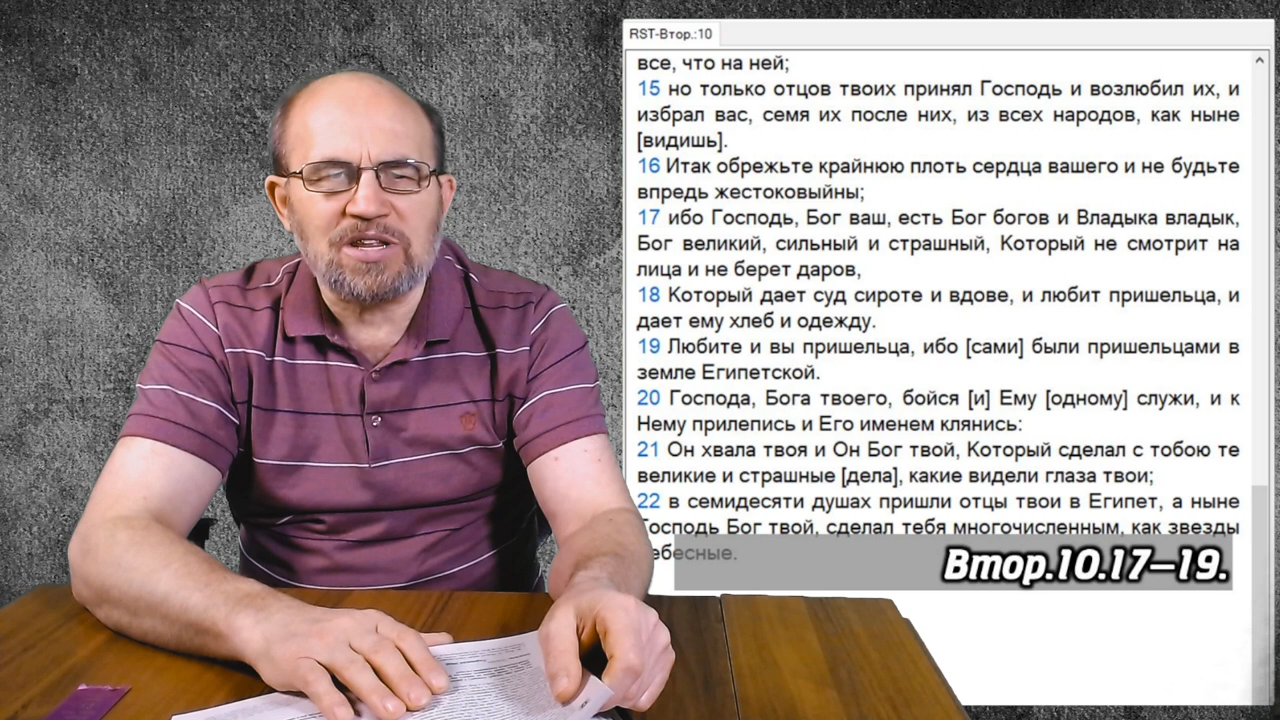 RST-Втор.:10
все, что на ней;
15 но только отцов твоих принял Господь и возлюбил их, и
избрал вас, семя их после них, из всех народов, как ныне
[видишь].
16 Итак обрежьте крайнюю плоть сердца вашего и не будьте
впредь жестоковыйны;
17 ибо Господь, Бог ваш, есть Бог богов и Владыка владык,
Бог великий, сильный и страшный, Который не смотрит на
лица и не берет даров,
18 Который дает суд сироте и вдове, и любит пришельца, и
дает ему хлеб и одежду.
19 Любите и вы пришельца, ибо [сами] были пришельцами в
земле Египетской.
20 Господа, Бога твоего, бойся [и] Ему [одному] служи, и к
Нему прилепись и Его именем клянись:
21 Он хвала твоя и Он Бог твой, Который сделал с тобою те
великие и страшные [дела], какие видели глаза твои;
22 в семидесяти душах пришли отцы твои в Египет, а ныне
Господь Бог твой, сделал тебя многочисленным, как звезды
небесные.
Втор.10.17–19.